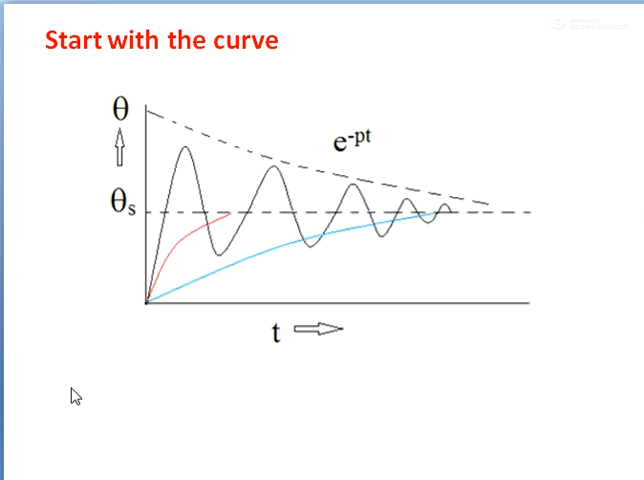 Start with the curve
θ
e-pt
θs
t